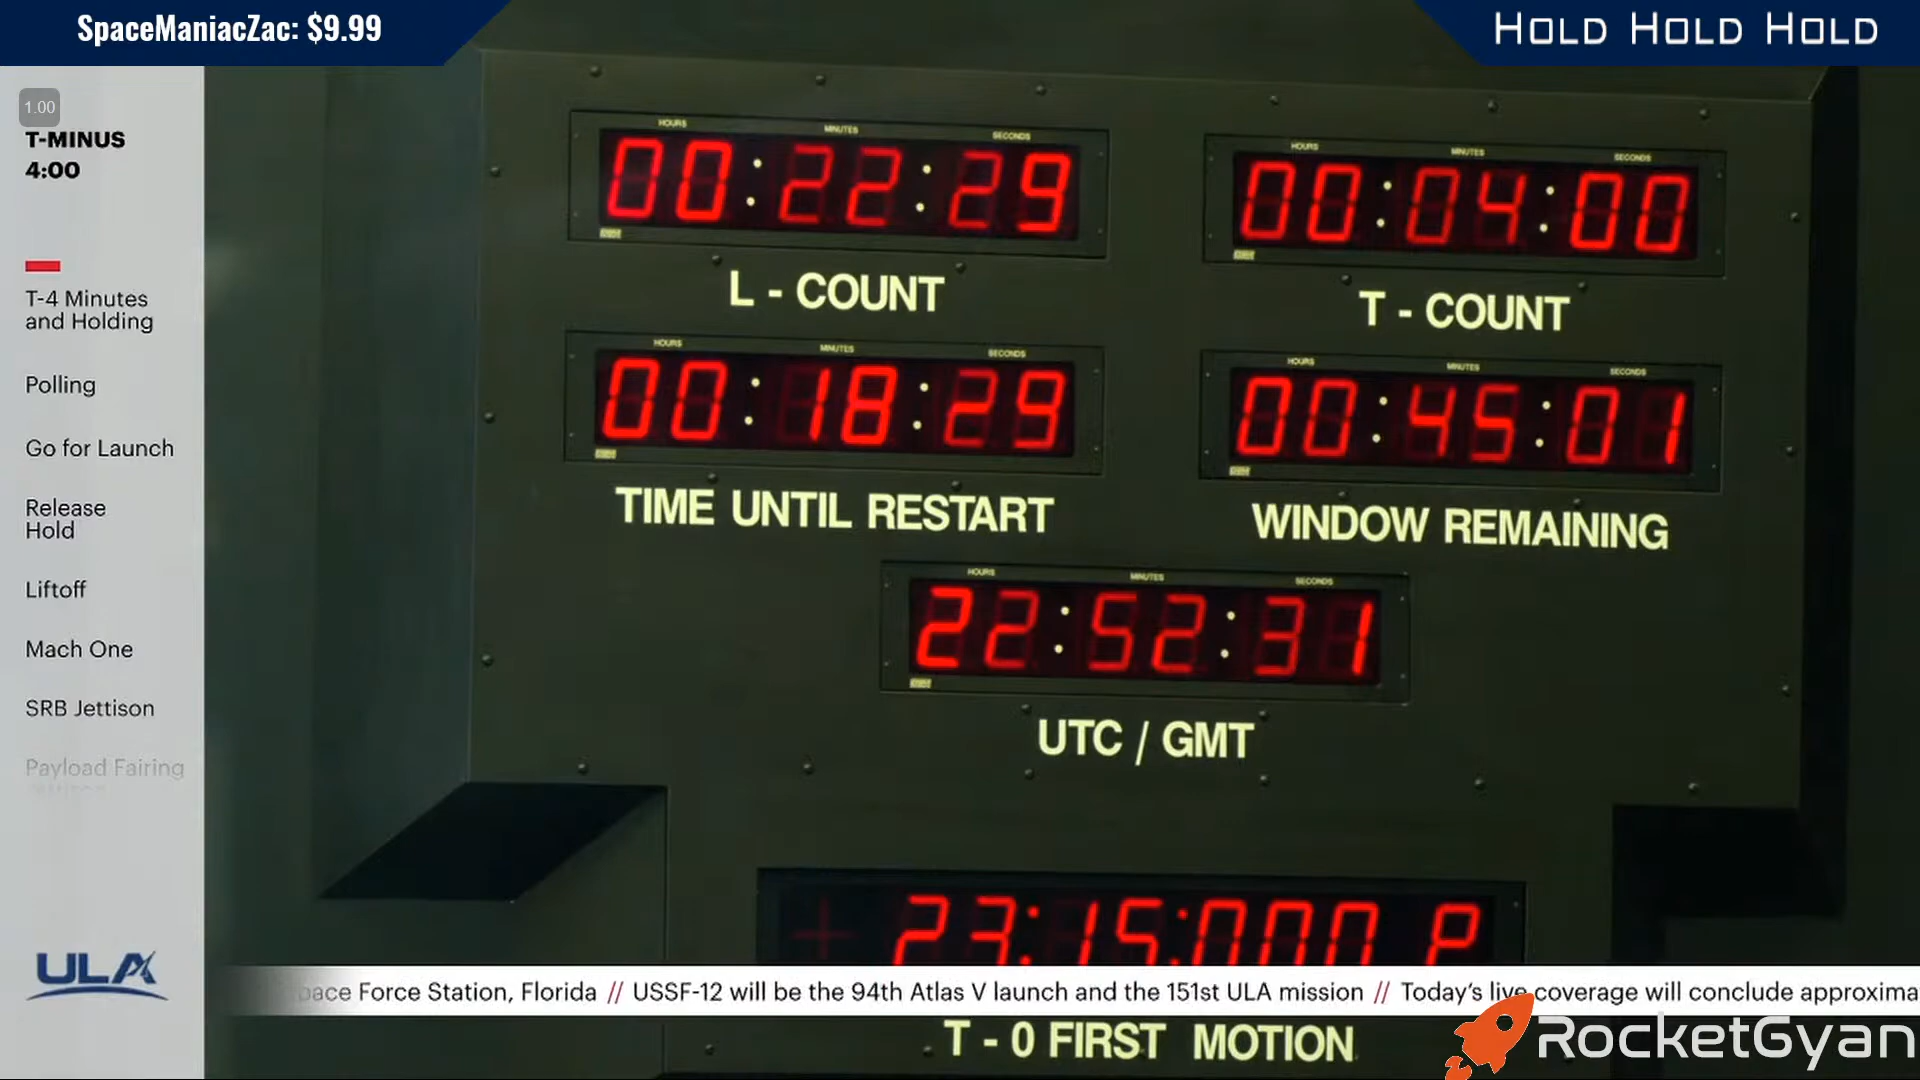 SpaceManiacZac: $9.99
HOLD HOLD HOLD
1.00
T-MINUS
4:00
T-4 Minutes
and Holding
Polling
Go for Launch
Release
Hold
Liftoff
Mach One
SRB Jettison
Payload Fairing
ULA
HOURS MINUTES SECONDS
00:22:29
L - COUNT
HOURS MINUTES SECONDS
00:04:00
T - COUNT
HOURS MINUTES SECONDS
00:18:29
TIME UNTIL RESTART
HOURS MINUTES SECONDS
00:45:01
WINDOW REMAINING
HOURS MINUTES SECONDS
22:52:31
UTC / GMT
23:15:000 P
Force Station, Florida // USSF-12 will be the 94th Atlas V launch and the 151st ULA mission // Today's live coverage will conclude
T - 0 FIRST MOTION
RocketGyan